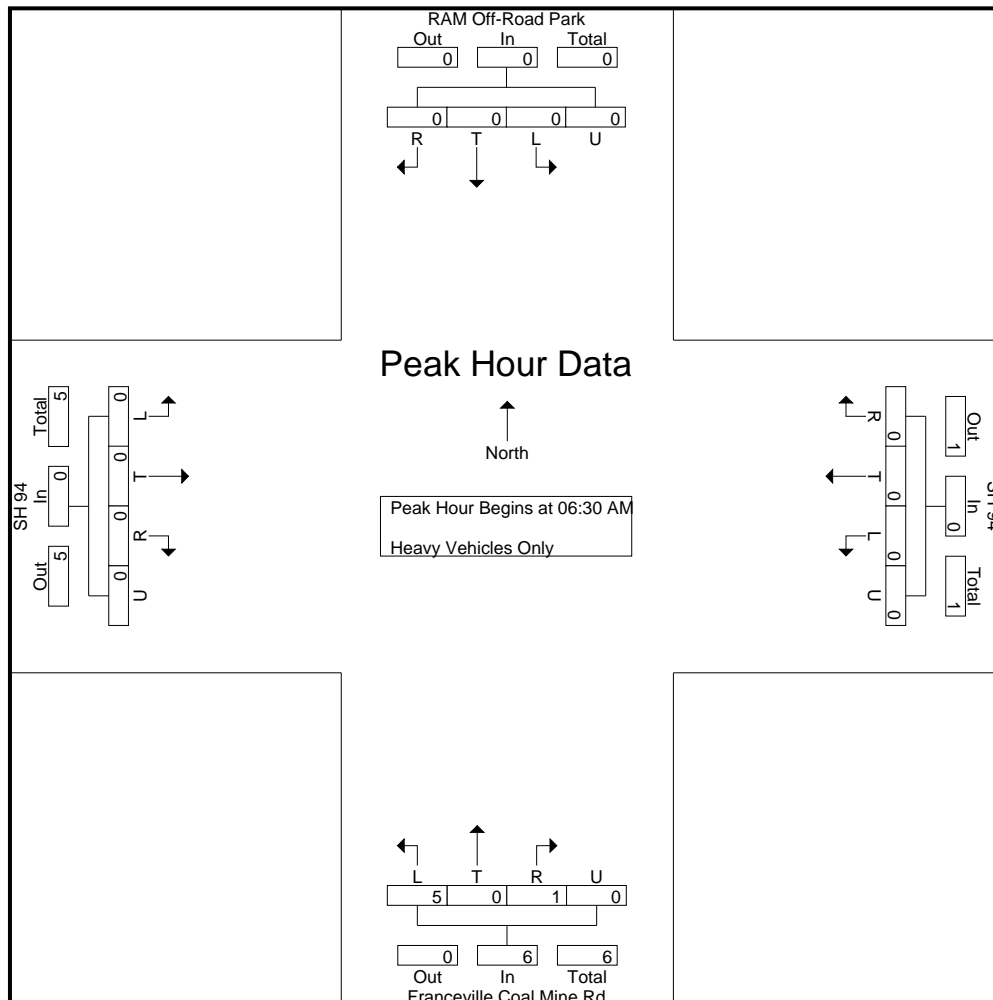 RAM Off-Road Park
Out In Total
0 0 0
0 0 0 0
R T L U
Peak Hour Data
North
Peak Hour Begins at 06:30 AM
Heavy Vehicles Only
SH 94
Total In Out
5 0 5
0 0 0 0
L T R U
R T L U
0 0 0 0
Out In Total
1 0 1
SH 94
L T R U
5 0 1 0
0 6 6
Out In Total
Franceville Coal Mine Rd